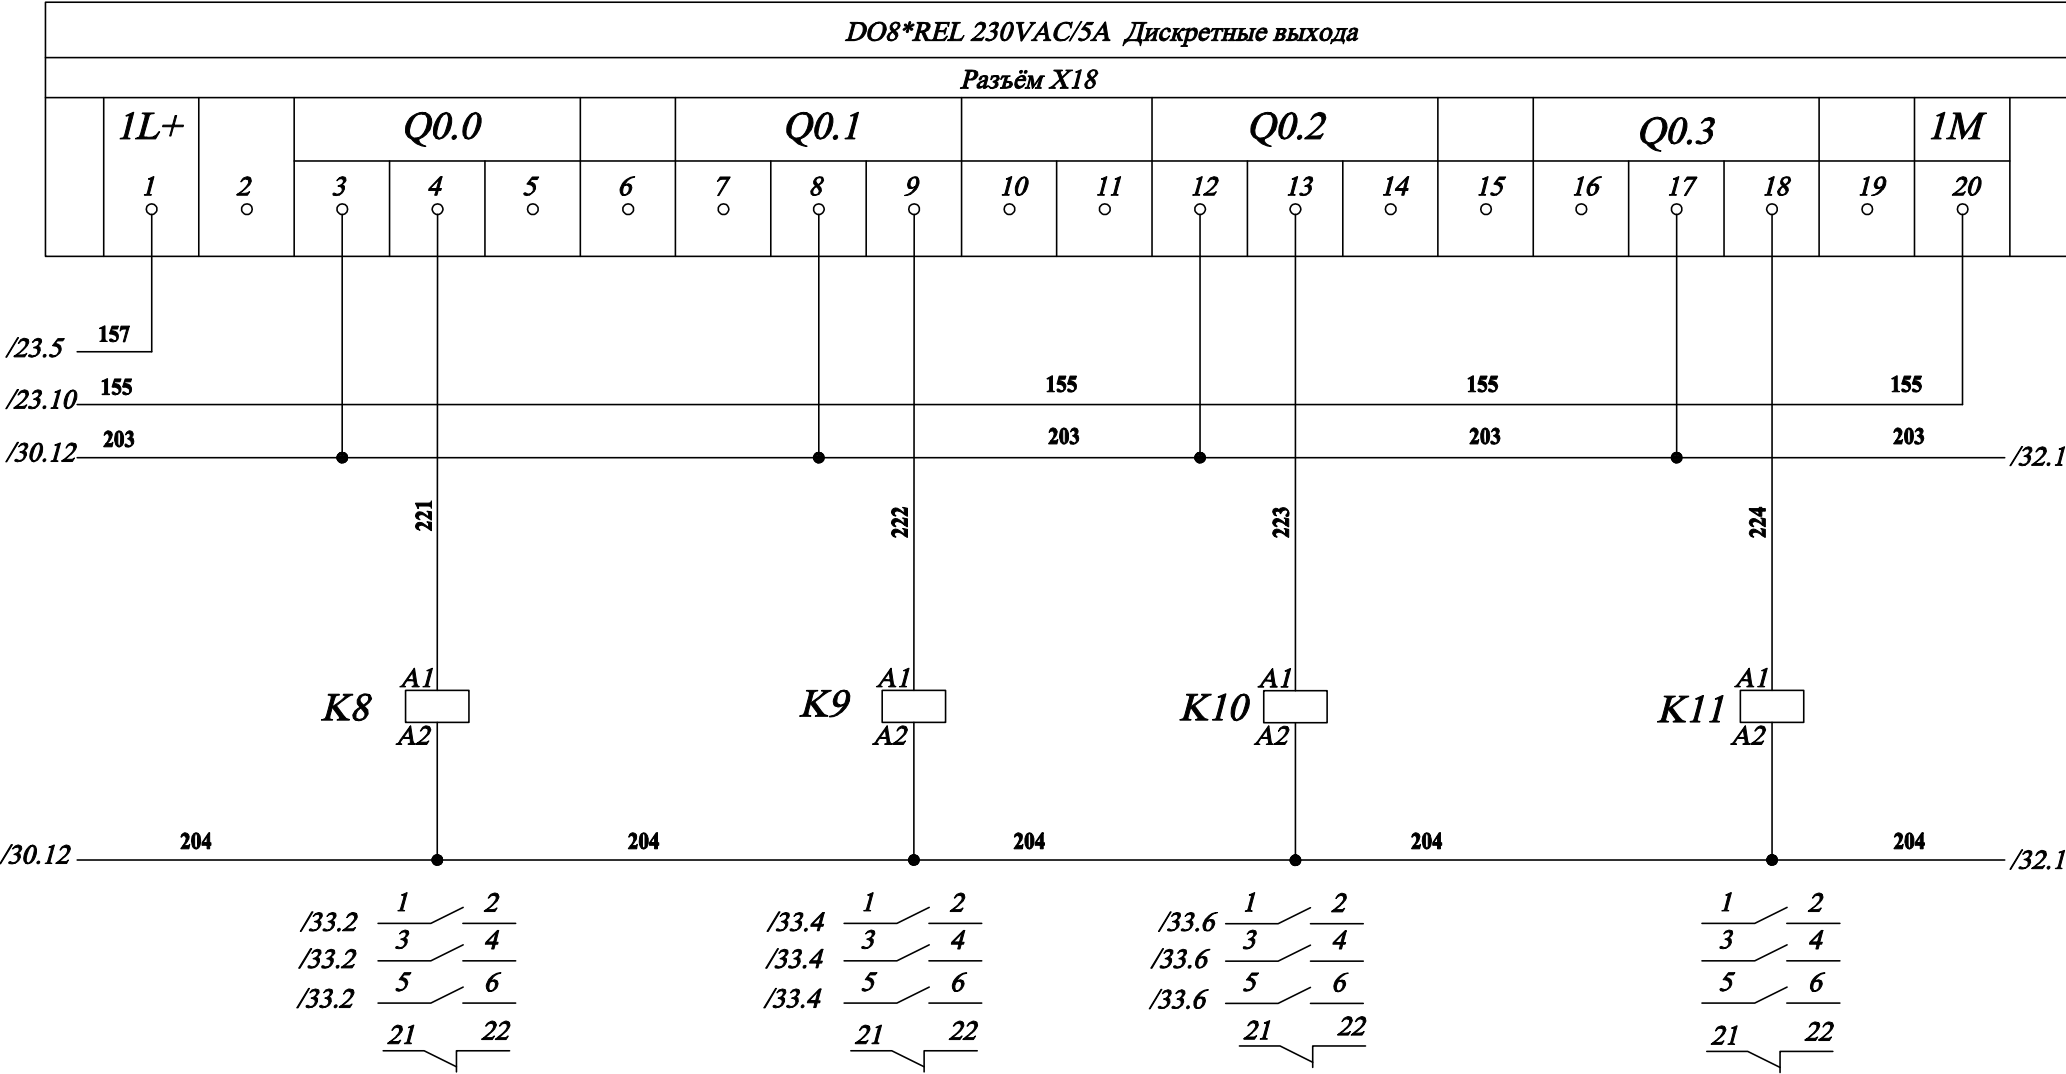 DO8*REL 230VAC/5A Дискретные выхода
Разъём X18
1L+ Q0.0 Q0.1 Q0.2 Q0.3 1M
1 2 3 4 5 6 7 8 9 10 11 12 13 14 15 16 17 18 19 20
/23.5 157
/23.10 155 155 155 155
/30.12 203 203 203 203 /32.1
221 222 223 224
A1 A1 A1 A1
K8 K9 K10 K11
A2 A2 A2 A2
/30.12 204 204 204 204 204 /32.1
/33.2 1 2 /33.4 1 2 /33.6 1 2 1 2
/33.2 3 4 /33.4 3 4 /33.6 3 4 3 4
/33.2 5 6 /33.4 5 6 /33.6 5 6 5 6
21 22 21 22 21 22 21 22